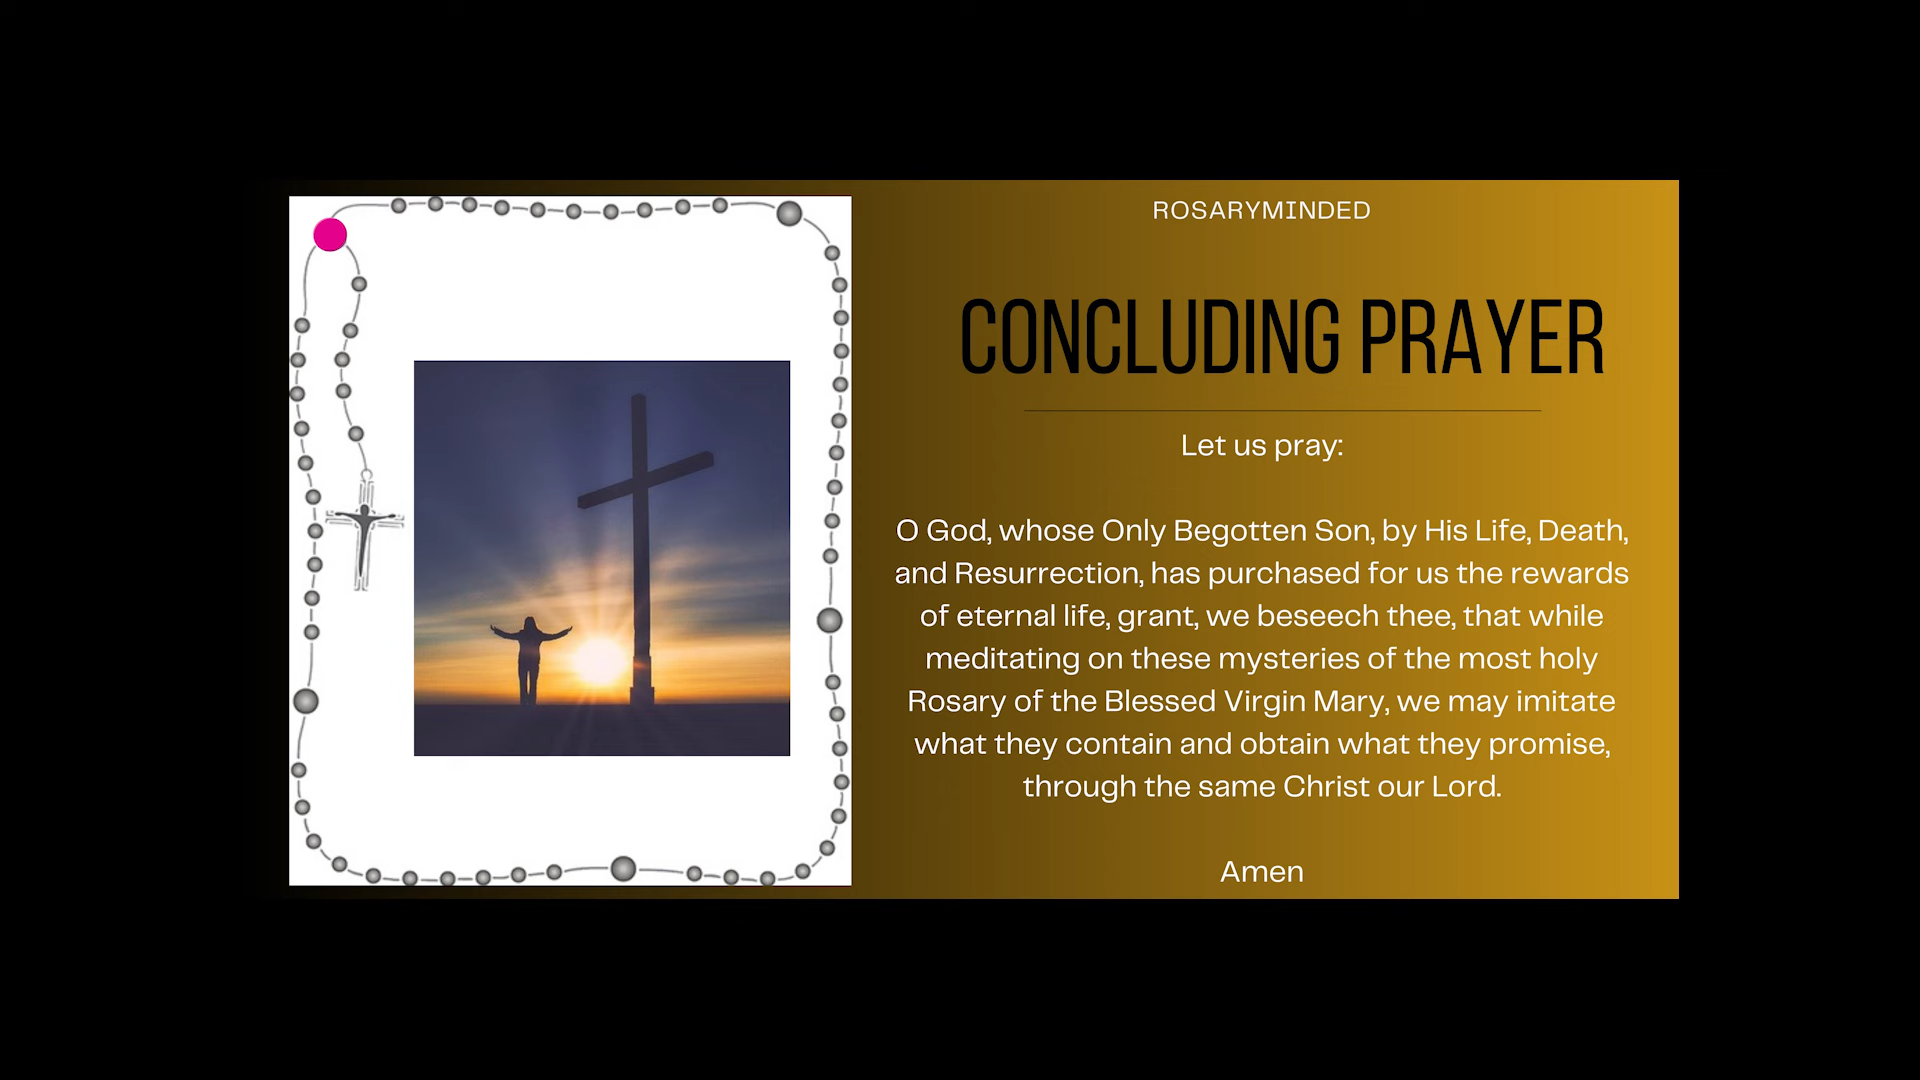 ROSARYMINDED
CONCLUDING PRAYER
Let us pray:
O God, whose Only Begotten Son, by His Life, Death,
and Resurrection, has purchased for us the rewards
of eternal life, grant, we beseech thee, that while
meditating on these mysteries of the most holy
Rosary of the Blessed Virgin Mary, we may imitate
what they contain and obtain what they promise,
through the same Christ our Lord.
Amen